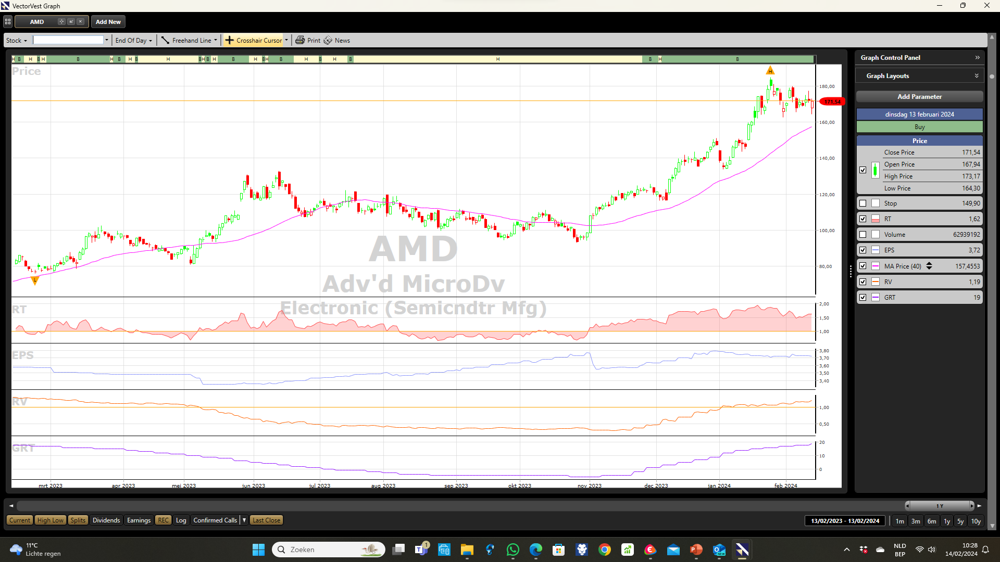 VectorVest Graph
AMD
Add New
Stock
End Of Day
Freehand Line
Crosshair Cursor
Print
News
H B H B H B H B H B H B H B H B H B H B H B H B H B H B
Price
H
180,00
171,54
160,00
140,00
120,00
100,00
80,00
L
AMD
Adv'd MicroDv
Electronic (Semicndtr Mfg)
RT
2,00
1,50
1,00
EPS
3,80
3,70
3,60
3,50
3,40
RV
1,00
0,50
GRT
20
10
0
mrt 2023
apr 2023
mei 2023
jun 2023
jul 2023
aug 2023
sep 2023
okt 2023
nov 2023
dec 2023
jan 2024
feb 2024
Graph Control Panel
Graph Layouts
Add Parameter
dinsdag 13 februari 2024
Buy
Price
Close Price 171,54
Open Price 167,94
High Price 173,17
Low Price 164,30
Stop 149,90
RT 1,62
Volume 62939192
EPS 3,72
MA Price (40) 157,4553
RV 1,19
GRT 19
1 Y
Current
High Low
Splits
Dividends
Earnings
REC
Log
Confirmed Calls
Last Close
13/02/2023 - 13/02/2024
1m
3m
6m
1y
5y
10y
11°C
Lichte regen
Zoeken
1
NEW
NLD
BEP
10:28
14/02/2024